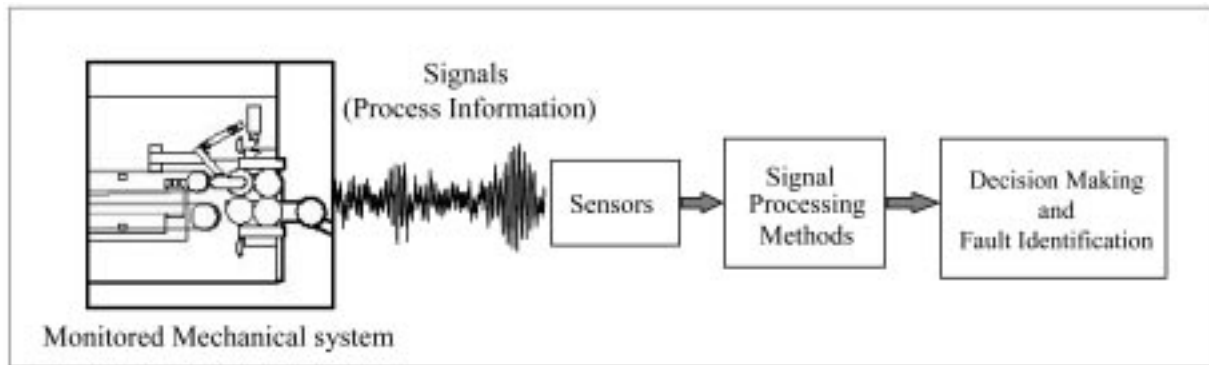 Signals
(Process Information)
Sensors
Signal
Processing
Methods
Decision Making
and
Fault Identification
Monitored Mechanical system